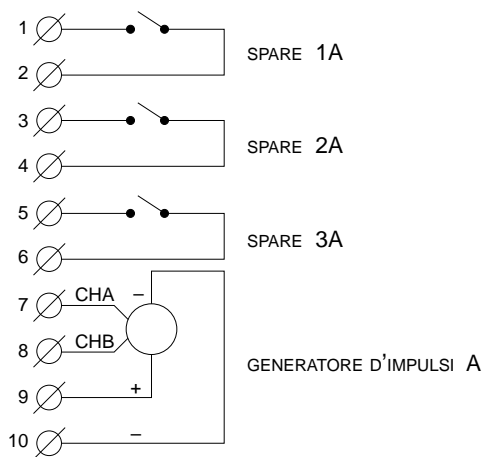 1
2
SPARE 1A
3
4
SPARE 2A
5
6
SPARE 3A
7 CHA –
8 CHB
GENERATORE D'IMPULSI A
9 +
10 –